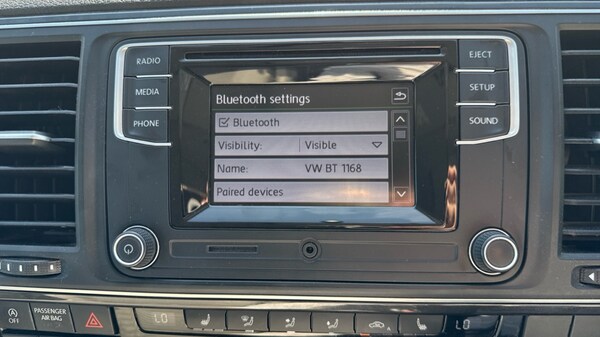 RADIO
MEDIA
PHONE
EJECT
SETUP
SOUND
Bluetooth settings
Bluetooth
Visibility: Visible
Name: VW BT 1168
Paired devices
OFF
PASSENGER
AIR BAG
LO
LO